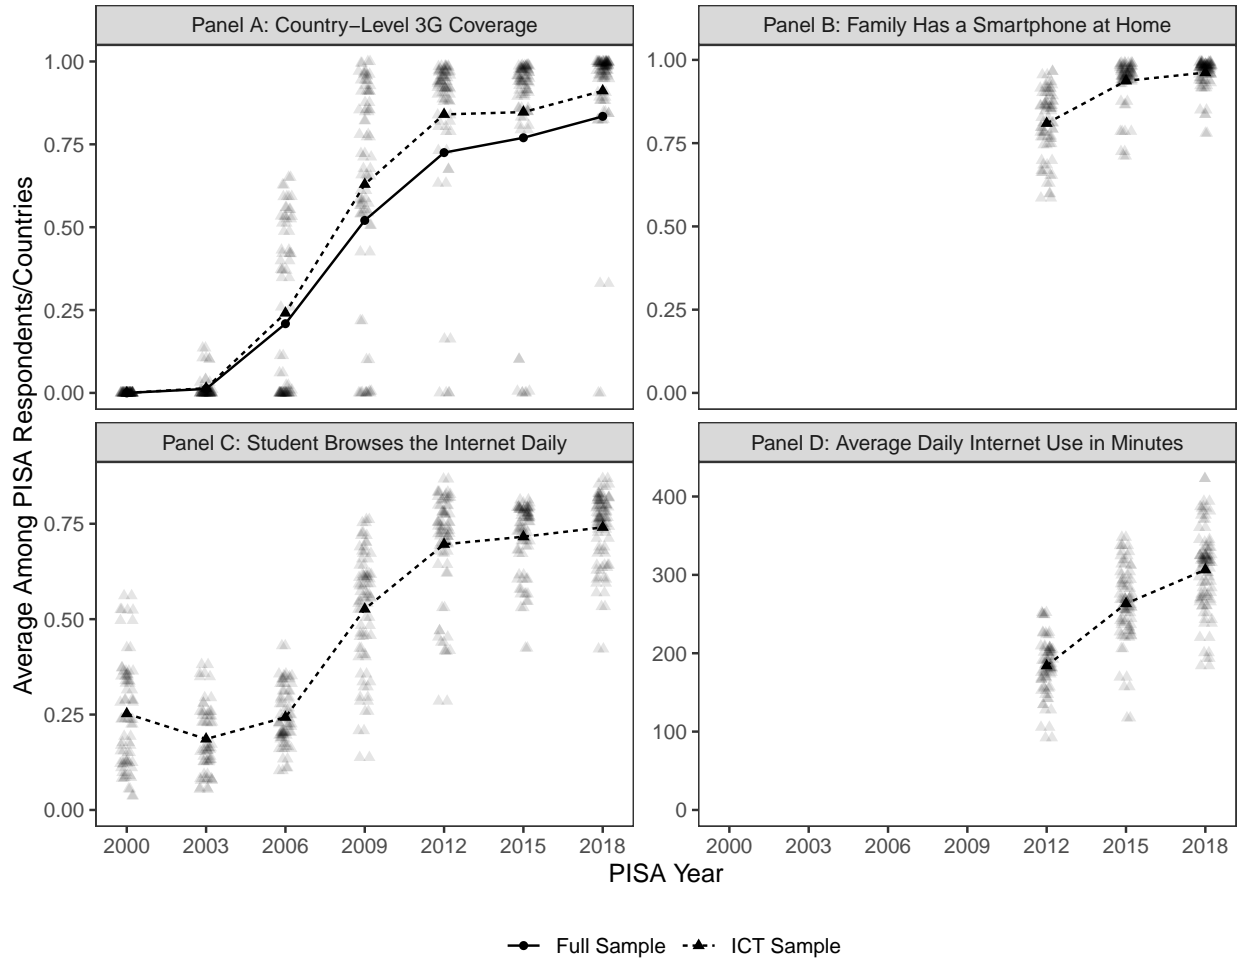 Panel A: Country−Level 3G Coverage
Panel B: Family Has a Smartphone at Home
1.00
0.75
0.50
0.25
0.00
1.00
0.75
0.50
0.25
0.00
Average Among PISA Respondents/Countries
Panel C: Student Browses the Internet Daily
Panel D: Average Daily Internet Use in Minutes
0.75
0.50
0.25
0.00
400
300
200
100
0
2000 2003 2006 2009 2012 2015 2018
2000 2003 2006 2009 2012 2015 2018
PISA Year
Full Sample ICT Sample